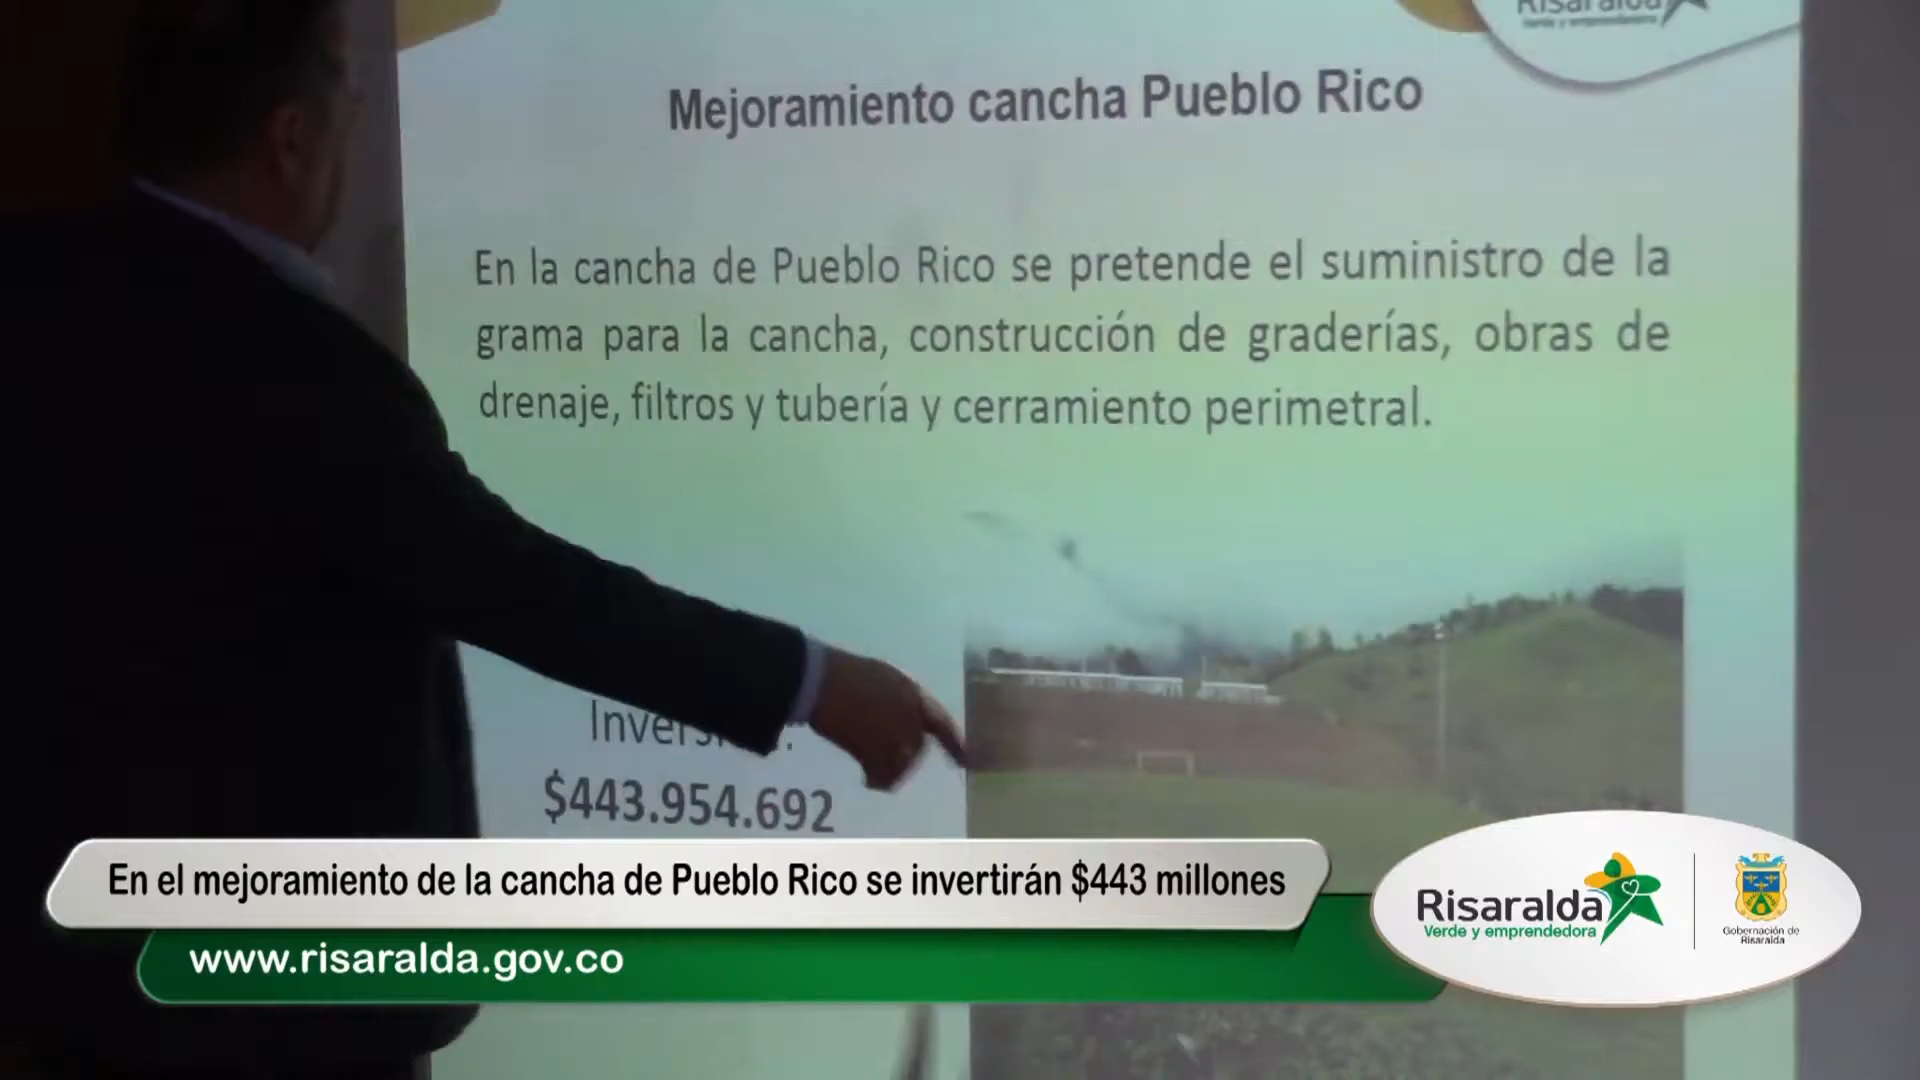 Risaralda
Verde y emprendedora
Mejoramiento cancha Pueblo Rico
En la cancha de Pueblo Rico se pretende el suministro de la
grama para la cancha, construcción de graderías, obras de
drenaje, filtros y tubería y cerramiento perimetral.
$443.954.692
En el mejoramiento de la cancha de Pueblo Rico se invertirán $443 millones
www.risaralda.gov.co
Risaralda
Verde y emprendedora
Gobernación de
Risaralda